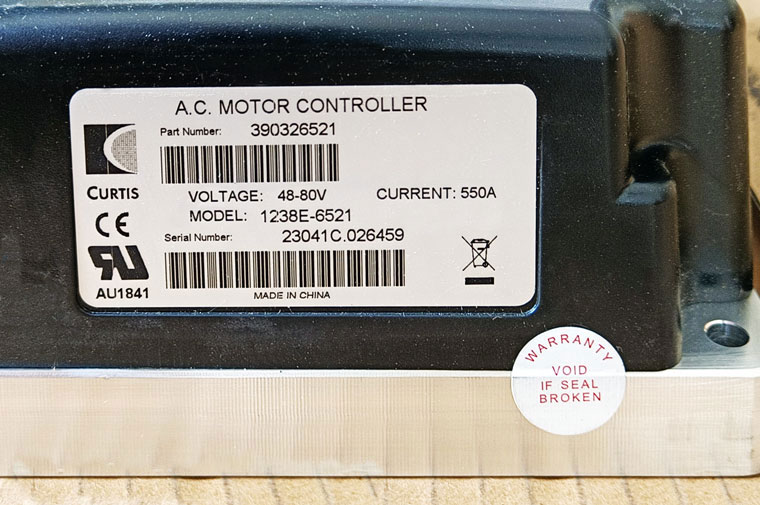 A.C. MOTOR CONTROLLER
Part Number: 390326521
CURTIS
VOLTAGE: 48-80V CURRENT: 550A
MODEL: 1238E-6521
CE
Serial Number: 23041C.026459
RU
AU1841
MADE IN CHINA
WARRANTY
VOID
IF SEAL
BROKEN